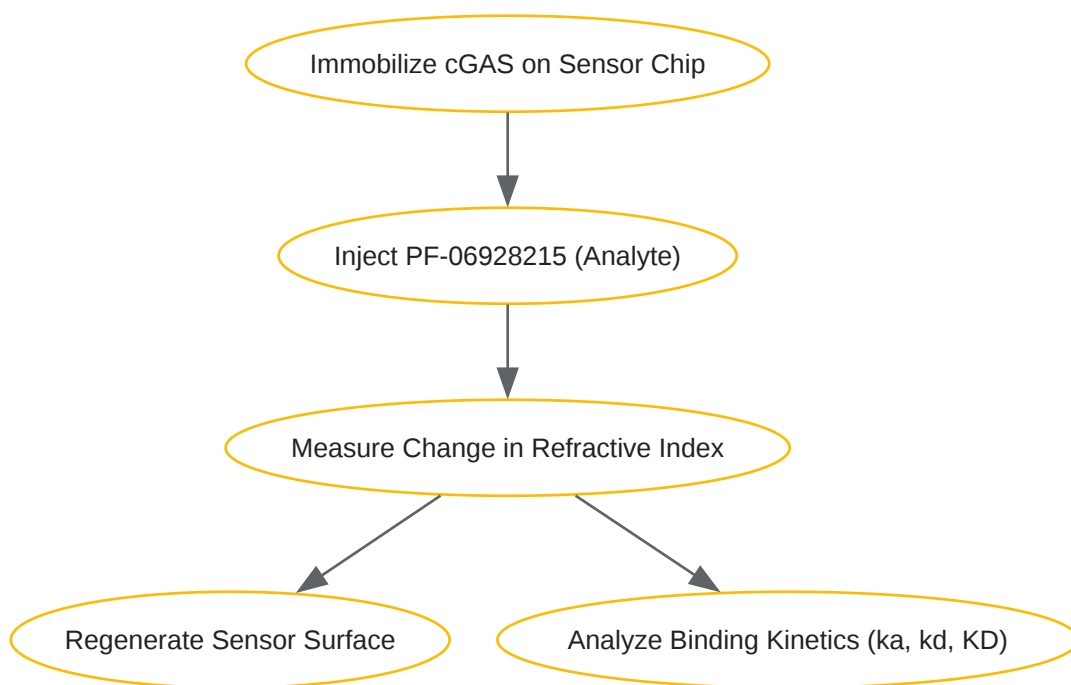 Immobilize cGAS on Sensor Chip
Inject PF-06928215 (Analyte)
Measure Change in Refractive Index
Regenerate Sensor Surface
Analyze Binding Kinetics (ka, kd, KD)